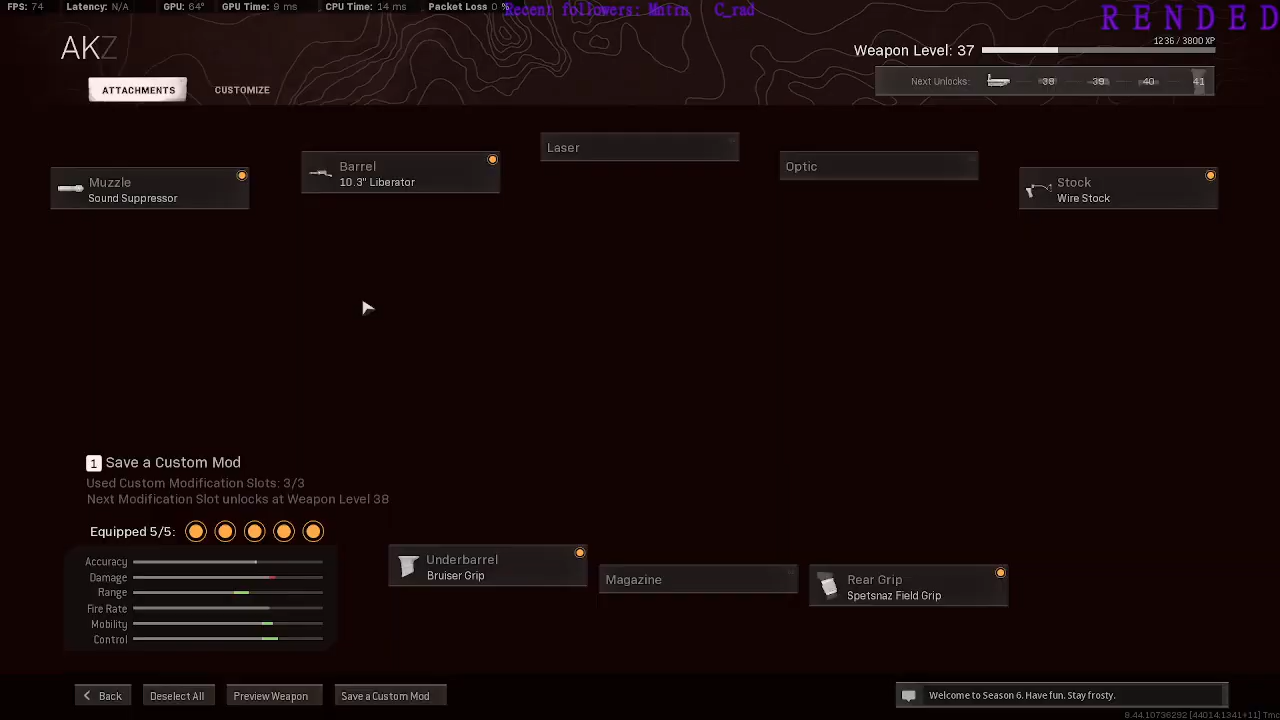 FPS: 74 Latency: N/A GPU: 64° GPU Time: 9 ms CPU Time: 14 ms Packet Loss 0 %
Recent followers: Mntrn C_rad
RENDED
AKZ
Weapon Level: 37
1236 / 3800 XP
ATTACHMENTS
CUSTOMIZE
Next Unlocks: 38 39 40 41
Laser
Barrel
10.3" Liberator
Optic
Muzzle
Sound Suppressor
Stock
Wire Stock
1 Save a Custom Mod
Used Custom Modification Slots: 3/3
Next Modification Slot unlocks at Weapon Level 38
Equipped 5/5:
Accuracy
Damage
Range
Fire Rate
Mobility
Control
Underbarrel
Bruiser Grip
Magazine
Rear Grip
Spetsnaz Field Grip
Back
Deselect All
Preview Weapon
Save a Custom Mod
Welcome to Season 6. Have fun. Stay frosty.